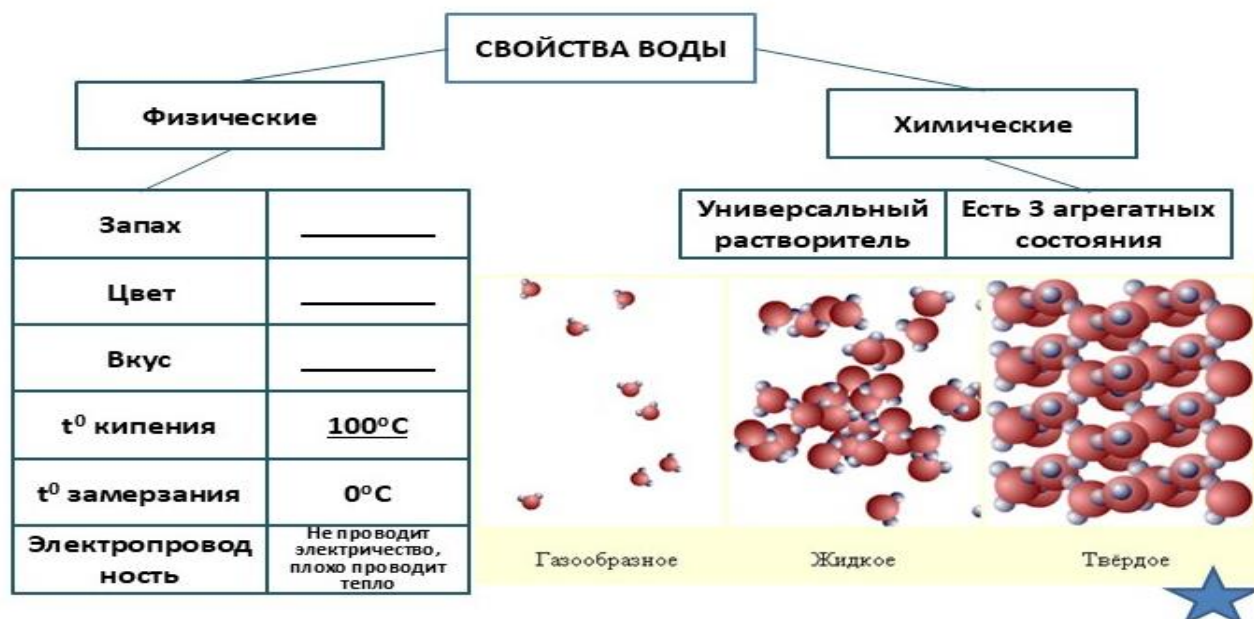 СВОЙСТВА ВОДЫ
Физические
Химические
Запах
Цвет
Вкус
t⁰ кипения
100°С
t⁰ замерзания
0°С
Электропровод
ность
Не проводит
электричество,
плохо проводит
тепло
Универсальный
растворитель
Есть 3 агрегатных
состояния
Газообразное
Жидкое
Твёрдое